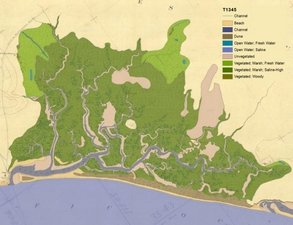 E S
T1345
Channel
Beach
Channel
Dune
Open Water, Fresh Water
Open Water, Saline
Unvegetated
Vegetated: Marsh, Fresh Water
Vegetated: Marsh, Saline-High
Vegetated: Woody